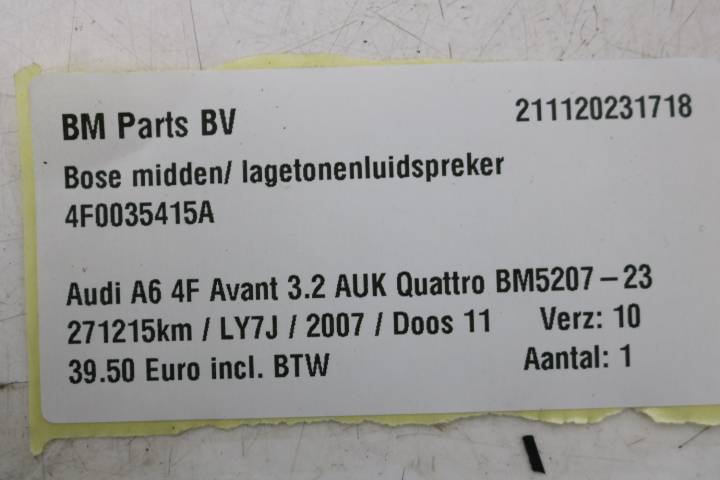 BM Parts BV 211120231718
Bose midden/ lagetonenluidspreker
4F0035415A
Audi A6 4F Avant 3.2 AUK Quattro BM5207 – 23
271215km / LY7J / 2007 / Doos 11 Verz: 10
39.50 Euro incl. BTW Aantal: 1